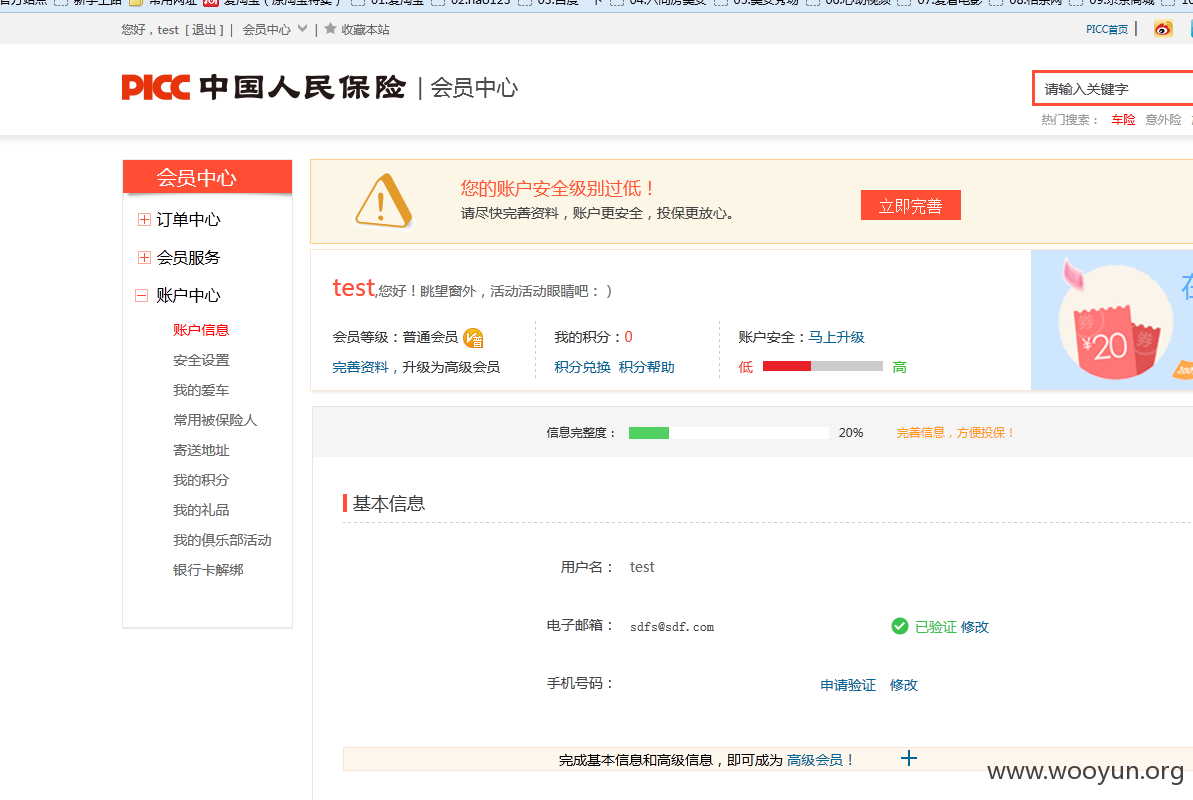 您好，test [ 退出 ] | 会员中心 | 收藏本站
PICC首页 |
PICC 中国人民保险 | 会员中心
请输入关键字
热门搜索： 车险 意外险
会员中心
订单中心
会员服务
账户中心
账户信息
安全设置
我的爱车
常用被保险人
寄送地址
我的积分
我的礼品
我的俱乐部活动
银行卡解绑
您的账户安全级别过低！
请尽快完善资料，账户更安全，投保更放心。
立即完善
test,您好！眺望窗外，活动活动眼睛吧：）
会员等级：普通会员
完善资料，升级为高级会员
我的积分：0
积分兑换 积分帮助
账户安全：马上升级
低 高
¥20
信息完整度： 20% 完善信息，方便投保！
基本信息
用户名： test
电子邮箱： sdfs@sdf.com 已验证 修改
手机号码： 申请验证 修改
完成基本信息和高级信息，即可成为 高级会员！
www.wooyun.org